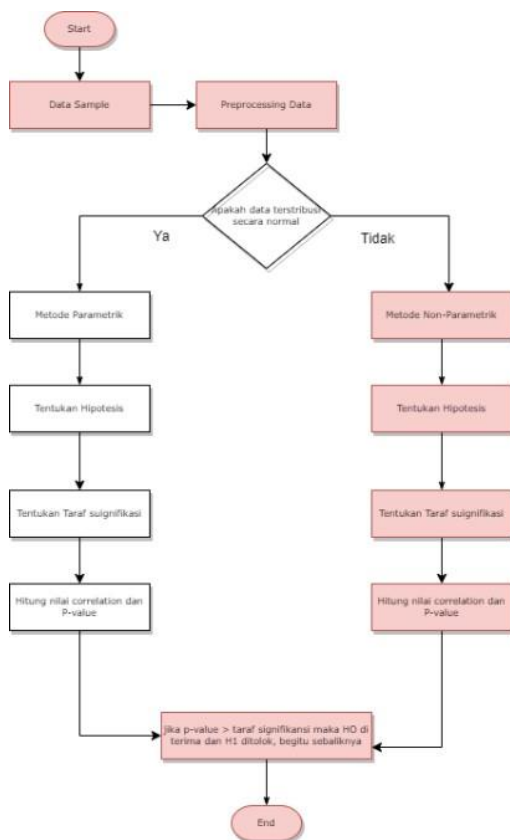 Start
Data Sample
Preprocessing Data
Apakah data terstribusi
secara normal
Ya
Tidak
Metode Parametrik
Metode Non-Parametrik
Tentukan Hipotesis
Tentukan Hipotesis
Tentukan Taraf suignifikasi
Tentukan Taraf suignifikasi
Hitung nilai correlation dan
P-value
Hitung nilai correlation dan
P-value
Jika p-value > taraf signifikansi maka HO di
terima dan H1 ditolok, begitu sebaliknya
End